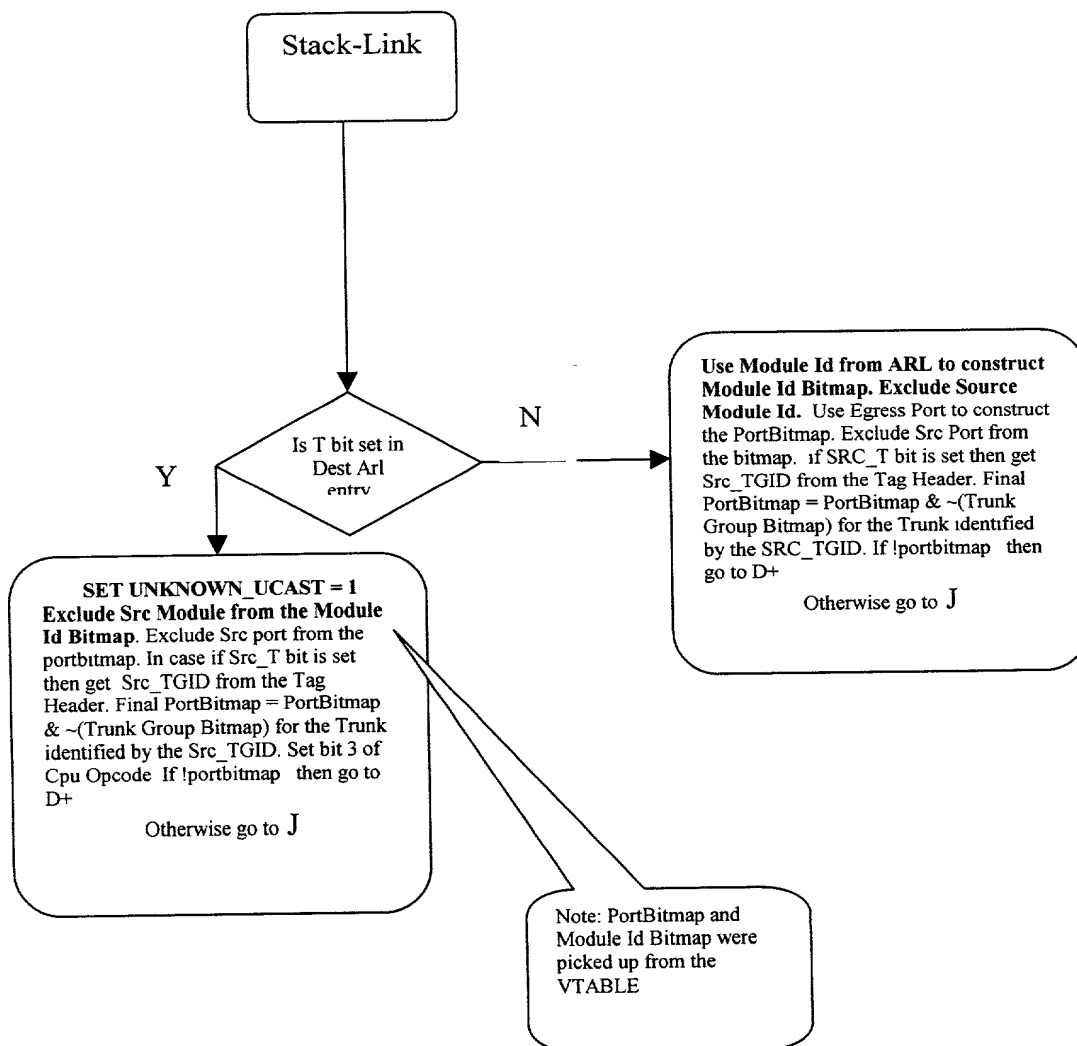 Stack-Link
N
Y
Is T bit set in
Dest Arl
entry
Use Module Id from ARL to construct
Module Id Bitmap. Exclude Source
Module Id. Use Egress Port to construct
the PortBitmap. Exclude Src Port from
the bitmap. if SRC_T bit is set then get
Src_TGID from the Tag Header. Final
PortBitmap = PortBitmap & ~(Trunk
Group Bitmap) for the Trunk identified
by the SRC_TGID. If !portbitmap then
go to D+
Otherwise go to J
SET UNKNOWN_UCAST = 1
Exclude Src Module from the Module
Id Bitmap. Exclude Src port from the
portbitmap. In case if Src_T bit is set
then get Src_TGID from the Tag
Header. Final PortBitmap = PortBitmap
& ~(Trunk Group Bitmap) for the Trunk
identified by the Src_TGID. Set bit 3 of
Cpu Opcode If !portbitmap then go to
D+
Otherwise go to J
Note: PortBitmap and
Module Id Bitmap were
picked up from the
VTABLE